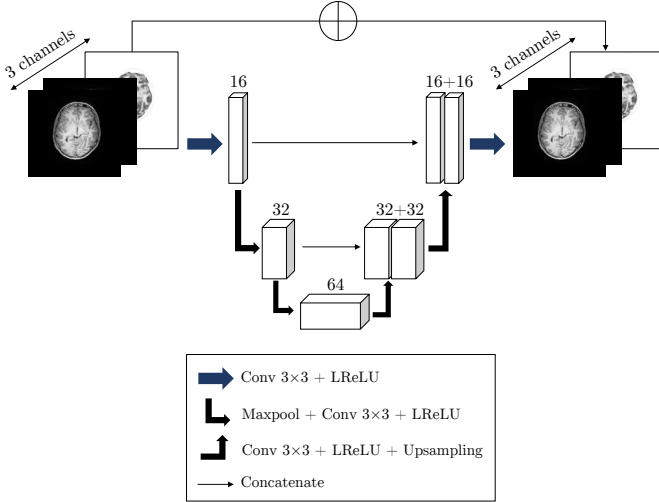 3 channels
3 channels
16
16+16
32
32+32
64
Conv 3×3 + LReLU
Maxpool + Conv 3×3 + LReLU
Conv 3×3 + LReLU + Upsampling
Concatenate